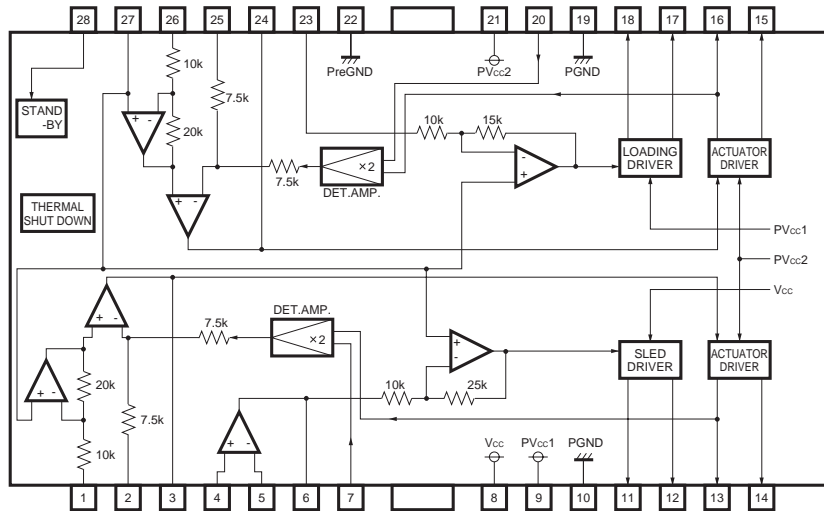 28 27 26 25 24 23 22 21 20 19 18 17 16 15
10k
PreGND
PVcc2
PGND
7.5k
STAND
-BY
+ -
20k
10k
15k
-
+
×2
LOADING
DRIVER
ACTUATOR
DRIVER
7.5k
DET.AMP.
+ -
THERMAL
SHUT DOWN
PVcc1
PVcc2
Vcc
+ -
DET.AMP.
7.5k
×2
+
-
SLED
DRIVER
ACTUATOR
DRIVER
+ -
20k
10k
25k
7.5k
+ -
10k
Vcc
PVcc1
PGND
1 2 3 4 5 6 7 8 9 10 11 12 13 14